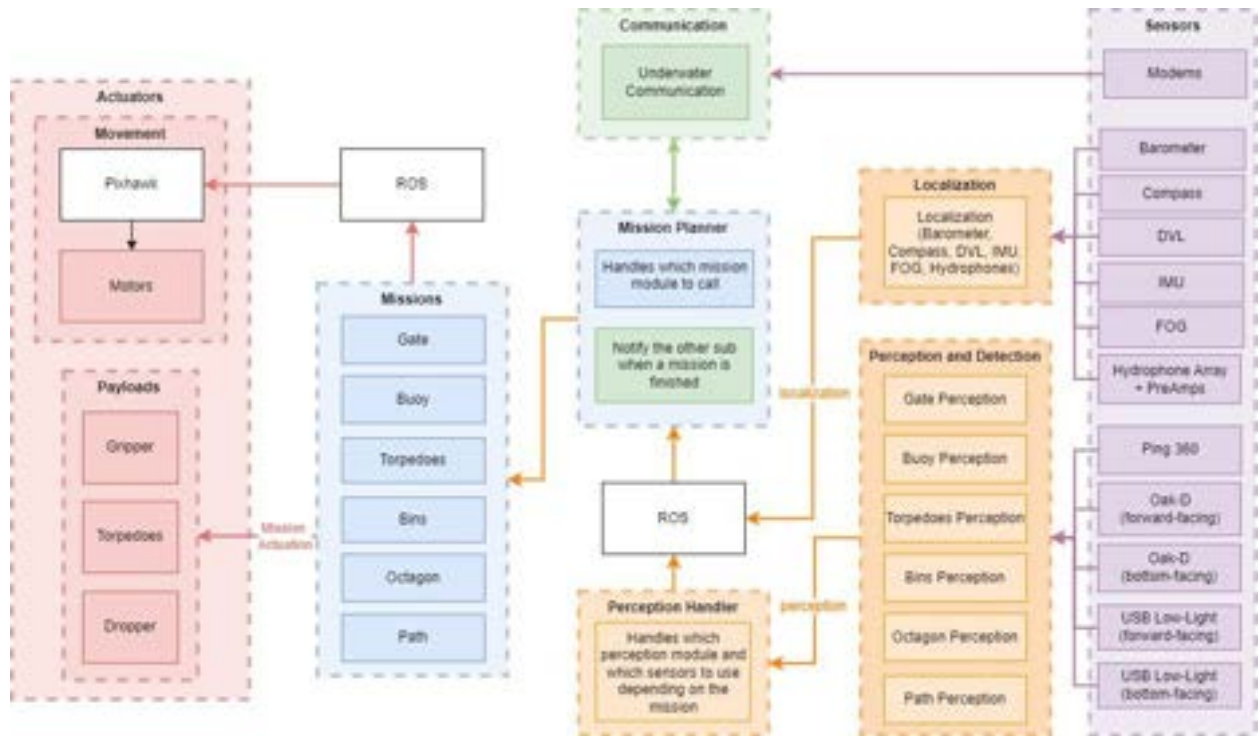 Actuators
Movement
Pixhawk
Motors
Payloads
Gripper
Torpedoes
Dropper
ROS
Mission
Actuation
Missions
Gate
Buoy
Torpedoes
Bins
Octagon
Path
Communication
Underwater
Communication
Mission Planner
Handles which mission
module to call
Notify the other sub
when a mission is
finished
ROS
Perception Handler
Handles which
perception module and
which sensors to use
depending on the
mission
localization
perception
Localization
Localization
(Barometer,
Compass, DVL, IMU,
FOG, Hydrophones)
Perception and Detection
Gate Perception
Buoy Perception
Torpedoes Perception
Bins Perception
Octagon Perception
Path Perception
Sensors
Modems
Barometer
Compass
DVL
IMU
FOG
Hydrophone Array
+ PreAmps
Ping 360
Oak-D
(forward-facing)
Oak-D
(bottom-facing)
USB Low-Light
(forward-facing)
USB Low-Light
(bottom-facing)